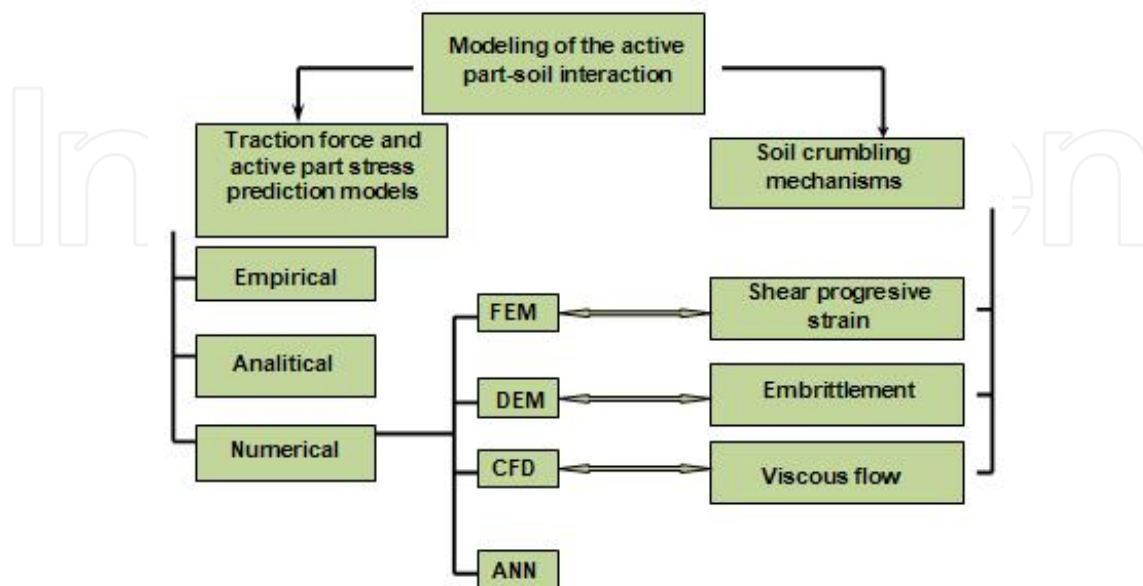 Modeling of the active
part-soil interaction
Traction force and
active part stress
prediction models
Soil crumbling
mechanisms
Empirical
Analitical
Numerical
FEM
DEM
CFD
ANN
Shear progresive
strain
Embrittlement
Viscous flow